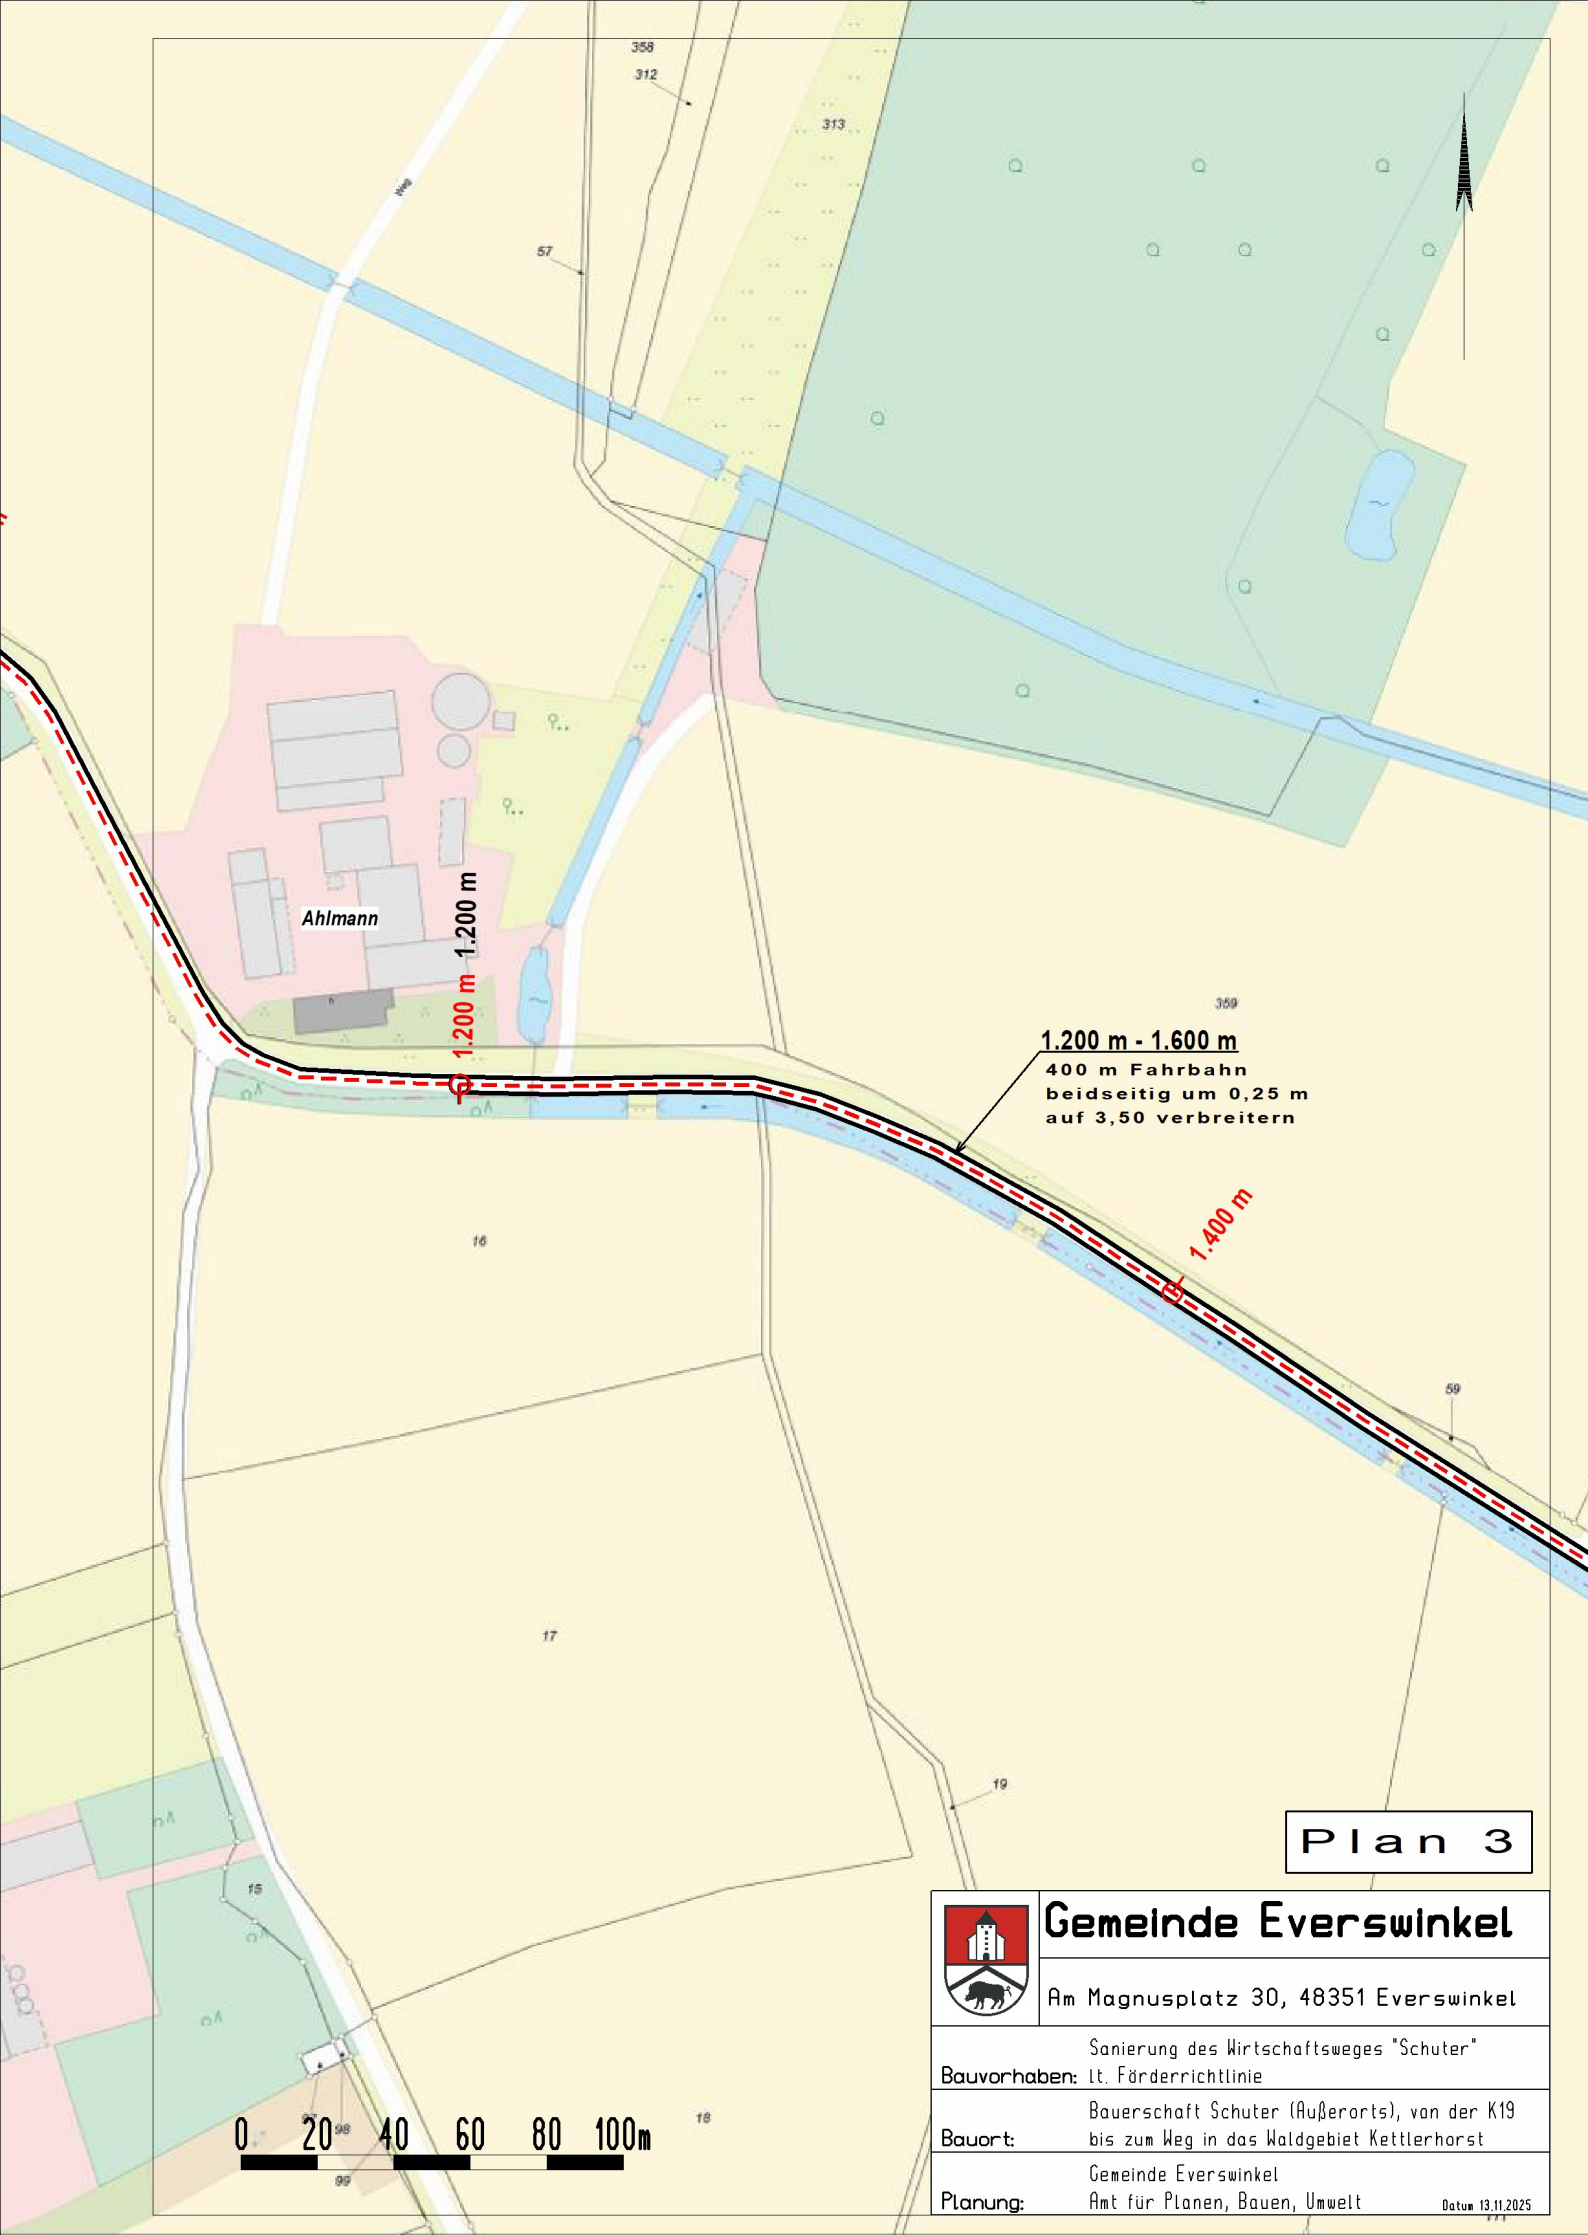 358
312
313
Weg
57
Ahlmann
1.200 m
1.200 m
359
1.200 m - 1.600 m
400 m Fahrbahn
beidseitig um 0,25 m
auf 3,50 verbreitern
1.400 m
16
59
17
19
15
18
97
98
99
0 20 40 60 80 100m
Plan 3
Gemeinde Everswinkel
Am Magnusplatz 30, 48351 Everswinkel
Bauvorhaben: Sanierung des Wirtschaftsweges "Schuter"
lt. Förderrichtlinie
Bauort: Bauerschaft Schuter (Außerorts), von der K19
bis zum Weg in das Waldgebiet Kettlerhorst
Planung: Gemeinde Everswinkel
Amt für Planen, Bauen, Umwelt
Datum 13.11.2025